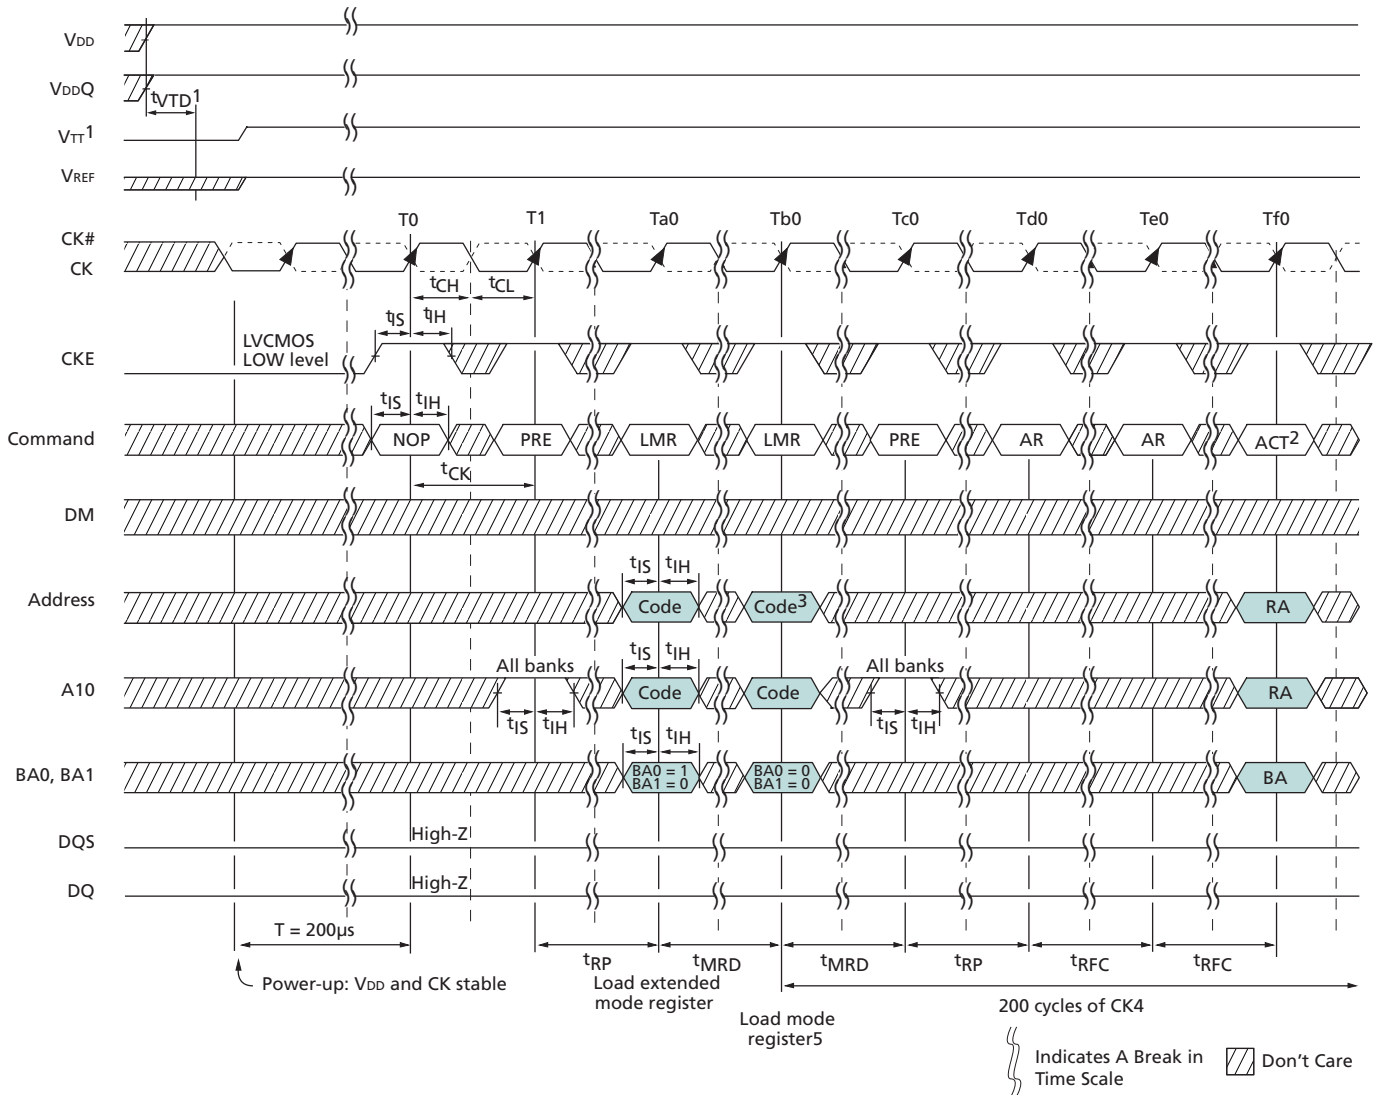 VDD
VDDQ
tVTD1
VTT1
VREF
T0 T1 Ta0 Tb0 Tc0 Td0 Te0 Tf0
CK#
CK
tCH tCL
tIS tIH
LVCMOS
LOW level
CKE
tIS tIH
Command NOP PRE LMR LMR PRE AR AR ACT2
tCK
DM
tIS tIH
Address Code Code3 RA
All banks tIS tIH All banks
A10 Code Code RA
tIS tIH tIS tIH
tIS tIH
BA0, BA1 BA0 = 1 BA0 = 0 BA
BA1 = 0 BA1 = 0
DQS High-Z
DQ High-Z
T = 200µs
tRP tMRD tMRD tRP tRFC tRFC
Power-up: VDD and CK stable
Load extended
mode register
200 cycles of CK4
Load mode
register5
Indicates A Break in
Time Scale
Don't Care